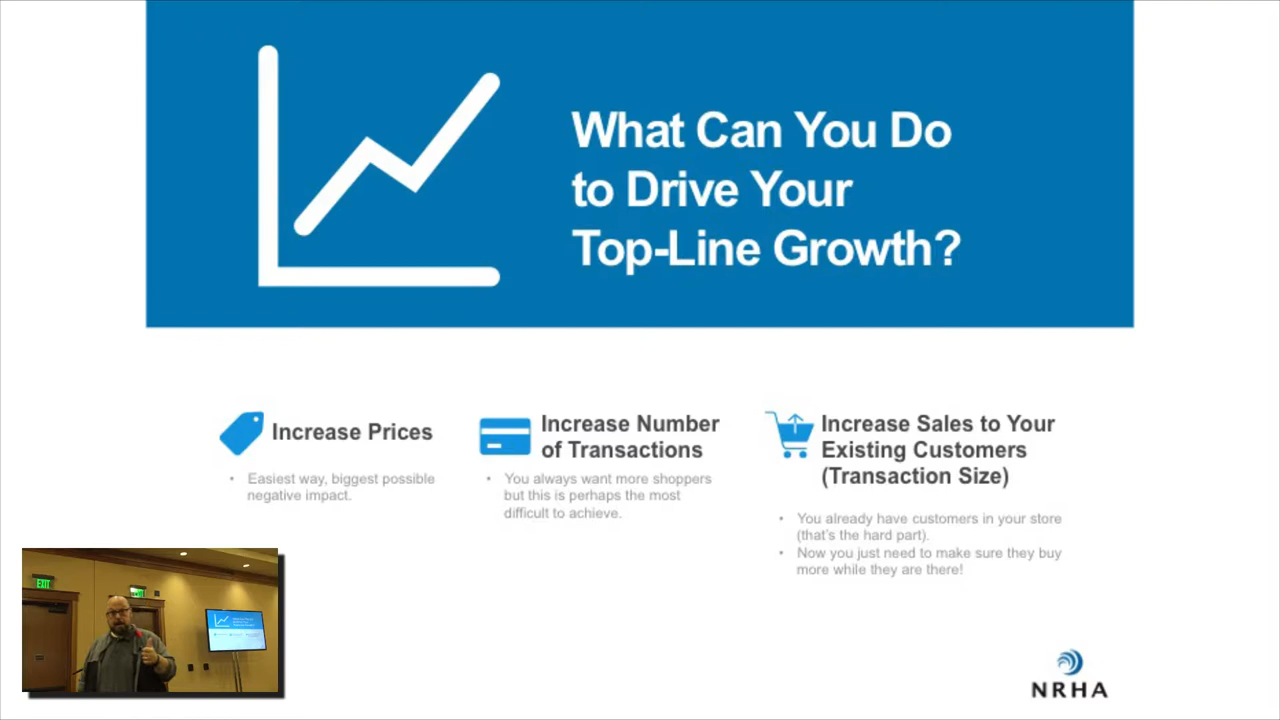 What Can You Do
to Drive Your
Top-Line Growth?
Increase Prices
• Easiest way, biggest possible
negative impact.
Increase Number
of Transactions
• You always want more shoppers
but this is perhaps the most
difficult to achieve.
Increase Sales to Your
Existing Customers
(Transaction Size)
• You already have customers in your store
(that's the hard part).
• Now you just need to make sure they buy
more while they are there!
EXIT
NRHA